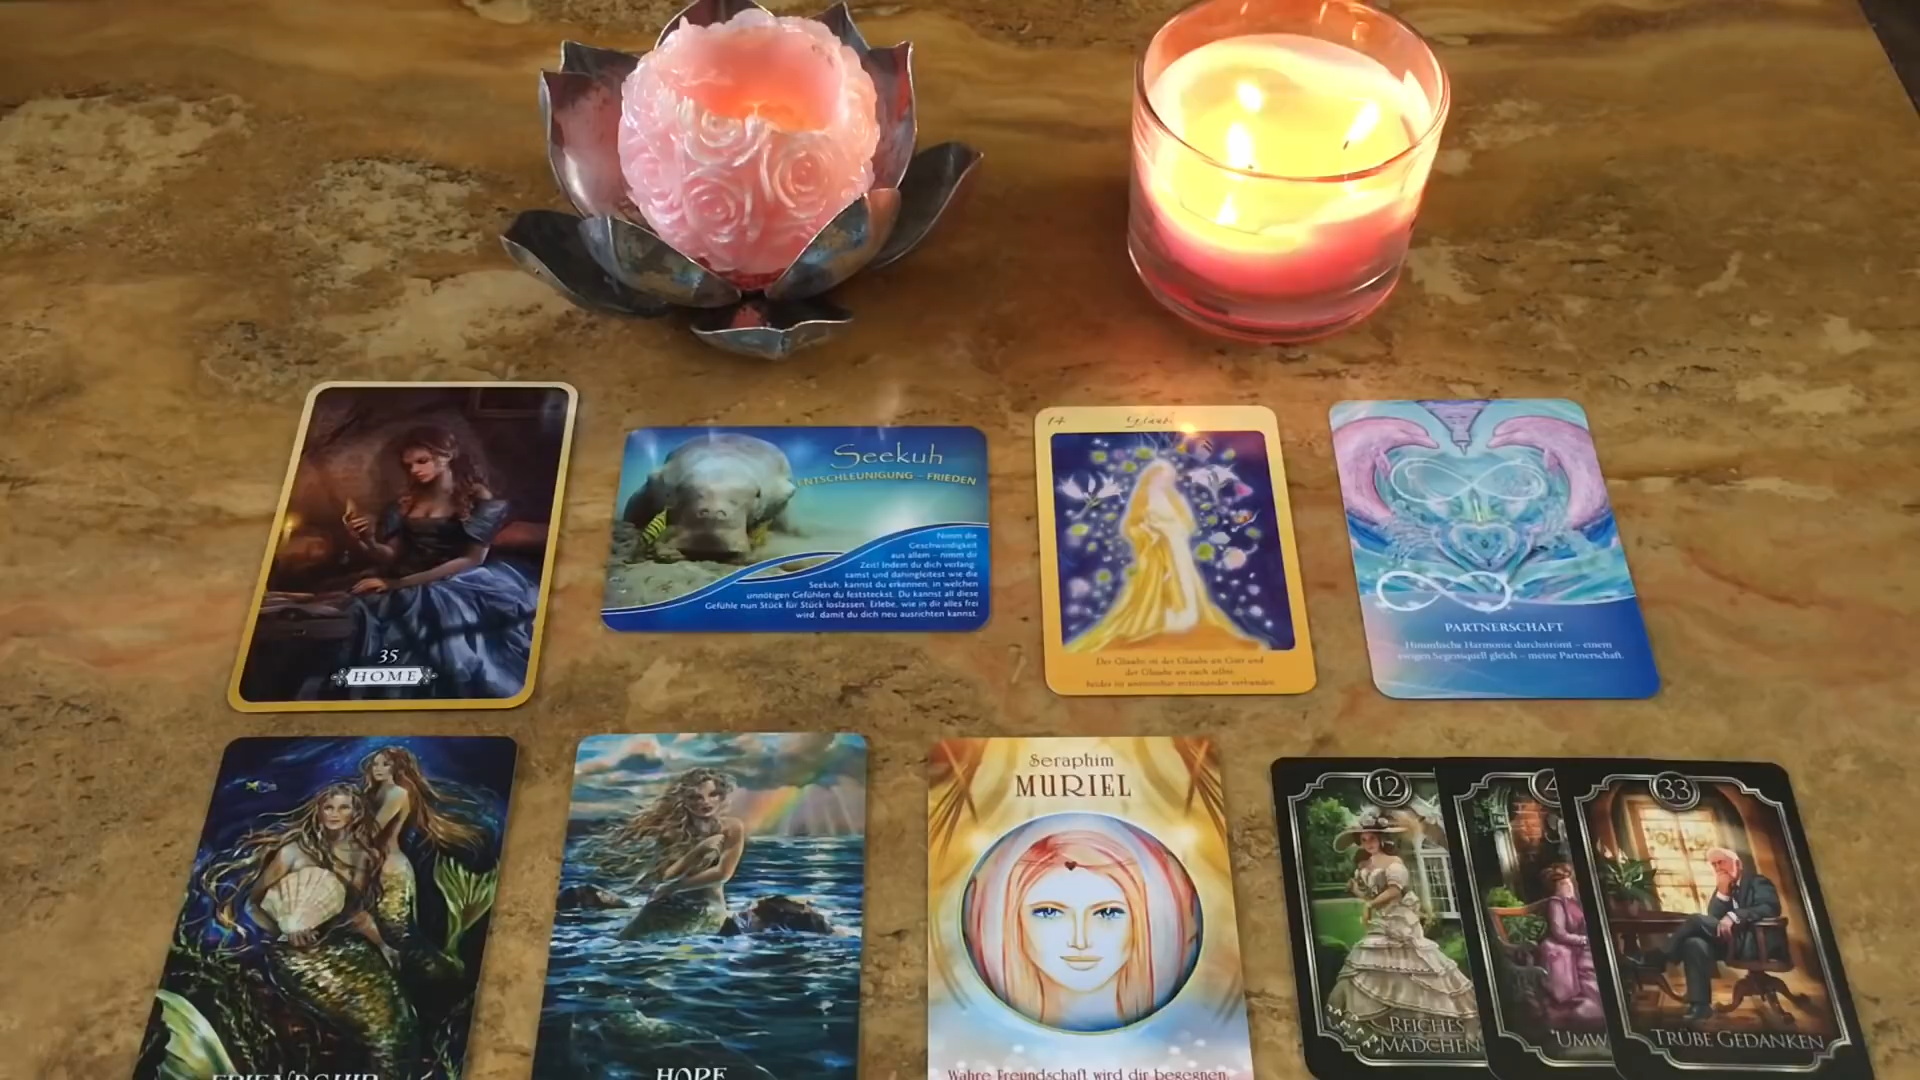 35
HOME
Seekuh
ENTSCHLEUNIGUNG – FRIEDEN
Nimm die
Geschwindigkeit
aus allem – nimm dir
Zeit! Indem du dich verlang-
samst und dahingleitest wie die
Seekuh, kannst du erkennen, in welchen
unnötigen Gefühlen du feststeckst. Du kannst all diese
Gefühle nun Stück für Stück loslassen. Erlebe, wie in dir alles frei
wird, damit du dich neu ausrichten kannst.
14
Glaube
Der Glaube ist der Glaube an Gott und
der Glaube an euch selbst,
beides ist untrennbar miteinander verbunden
PARTNERSCHAFT
Himmlische Harmonie durchströmt – einem
ewigen Segensquell gleich – meine Partnerschaft.
FRIENDSHIP
HOPE
Seraphim
MURIEL
Wahre Freundschaft wird dir begegnen,
12
REICHES
MÄDCHEN
4
UMW
33
TRÜBE GEDANKEN